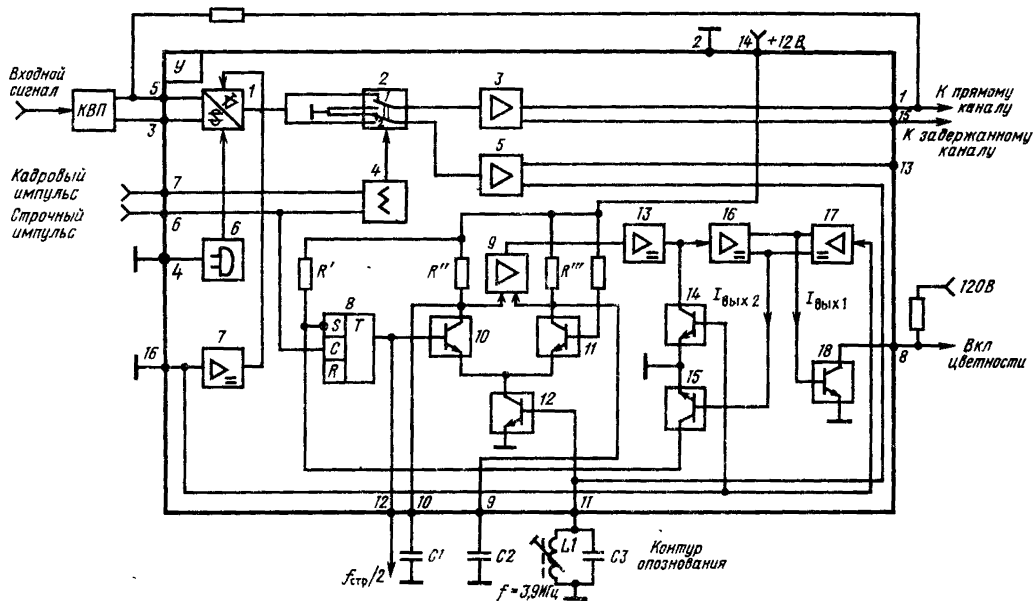 2 14 +12 В
Входной сигнал
У
КВП
5
3
1
2
3
1
К прямому каналу
15
К задержанному каналу
4
5
13
Кадровый импульс
7
Строчный импульс
6
6
4
R' R'' 9 R''' 13 16 17
120В
8
S T
C
R
10
11
14
I вых 2
I вых 1
18
8
Вкл цветности
16
7
15
12
12 10 9 11
C1
C2
L1
C3
Контур опознования
fстр/2
f = 3,9МГц